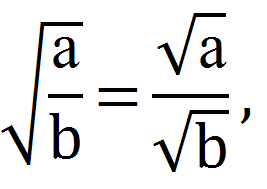 √(a/b) = √a/√b,